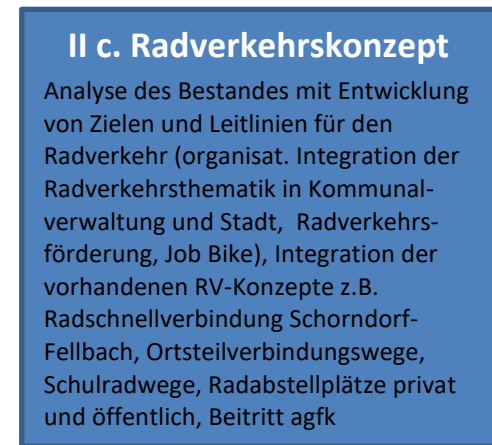 II c. Radverkehrskonzept
Analyse des Bestandes mit Entwicklung
von Zielen und Leitlinien für den
Radverkehr (organisat. Integration der
Radverkehrsthematik in Kommunal-
verwaltung und Stadt,  Radverkehrs-
förderung, Job Bike), Integration der
vorhandenen RV-Konzepte z.B.
Radschnellverbindung Schorndorf-
Fellbach, Ortsteilverbindungswege,
Schulradwege, Radabstellplätze privat
und öffentlich, Beitritt agfk